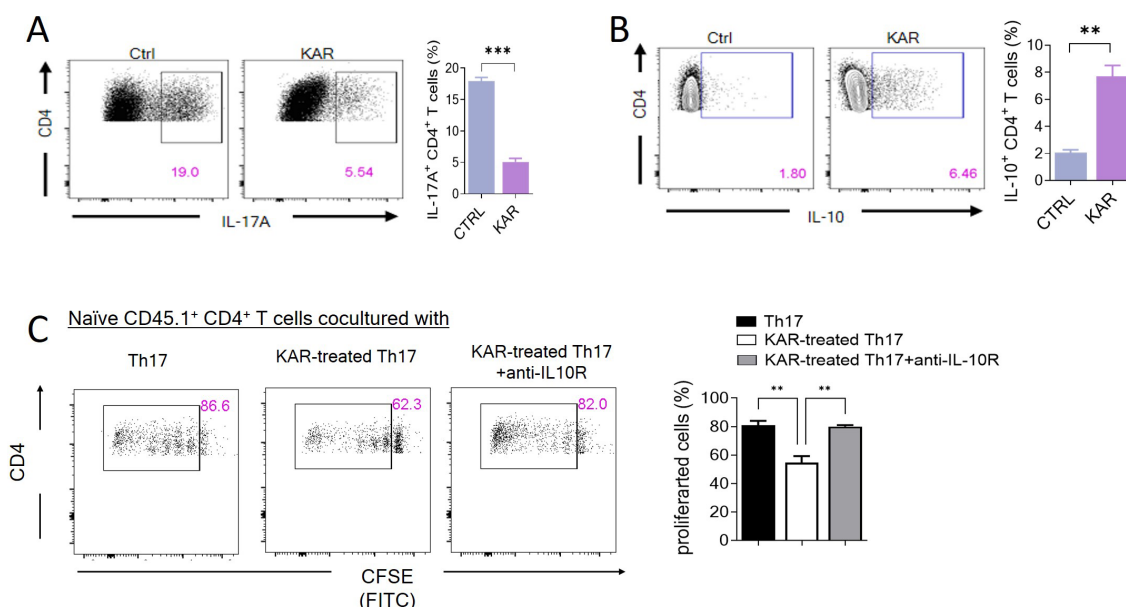 A
Ctrl
KAR
CD4
19.0
5.54
IL-17A
IL-17A⁺ CD4⁺ T cells (%)
20
15
10
5
0
***
CTRL
KAR
B
Ctrl
KAR
CD4
1.80
6.46
IL-10
IL-10⁺ CD4⁺ T cells (%)
10
8
6
4
2
0
**
CTRL
KAR
C
Naïve CD45.1⁺ CD4⁺ T cells cocultured with
Th17
KAR-treated Th17
KAR-treated Th17
+anti-IL10R
CD4
86.6
62.3
82.0
CFSE
(FITC)
Th17
KAR-treated Th17
KAR-treated Th17+anti-IL-10R
proliferarted cells (%)
100
80
60
40
20
0
**
**